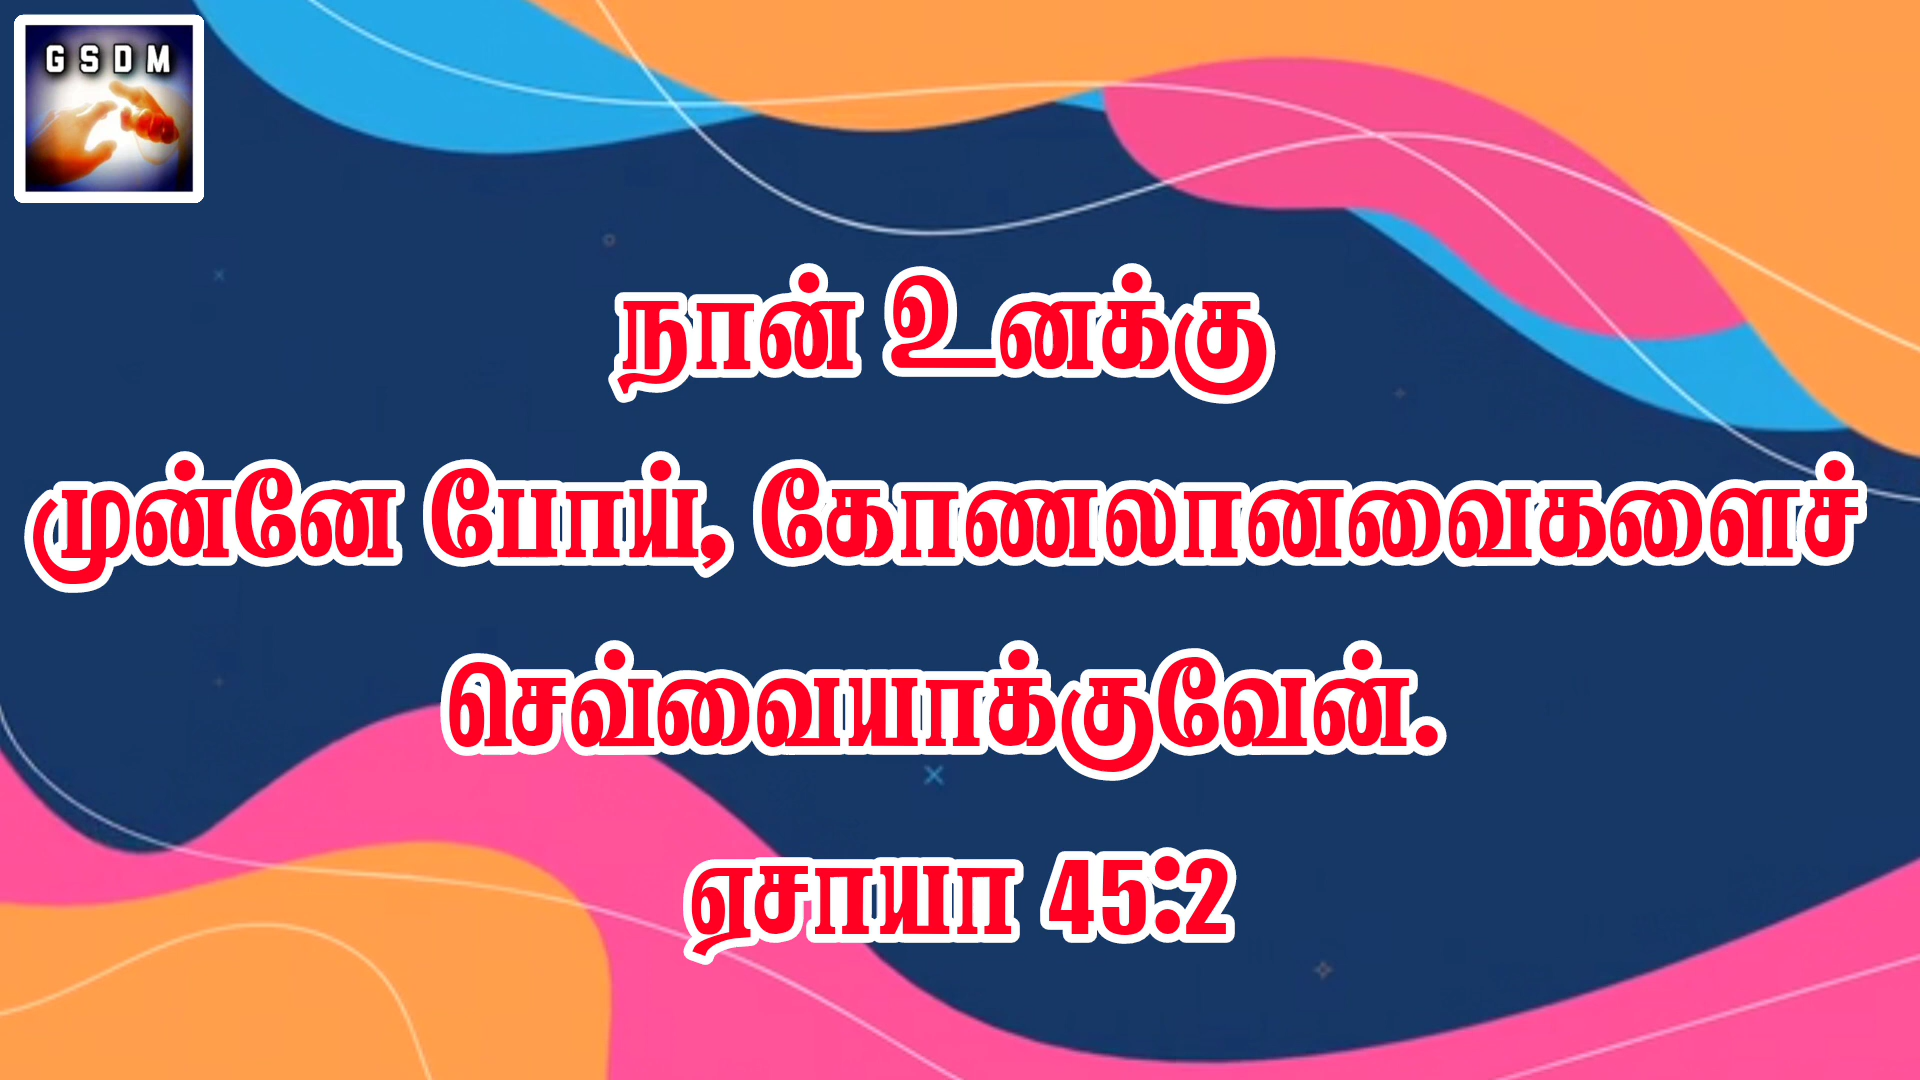 GSDM
நான் உனக்கு
முன்னே போய், கோணலானவைகளைச்
செவ்வையாக்குவேன்.
ஏசாயா 45:2